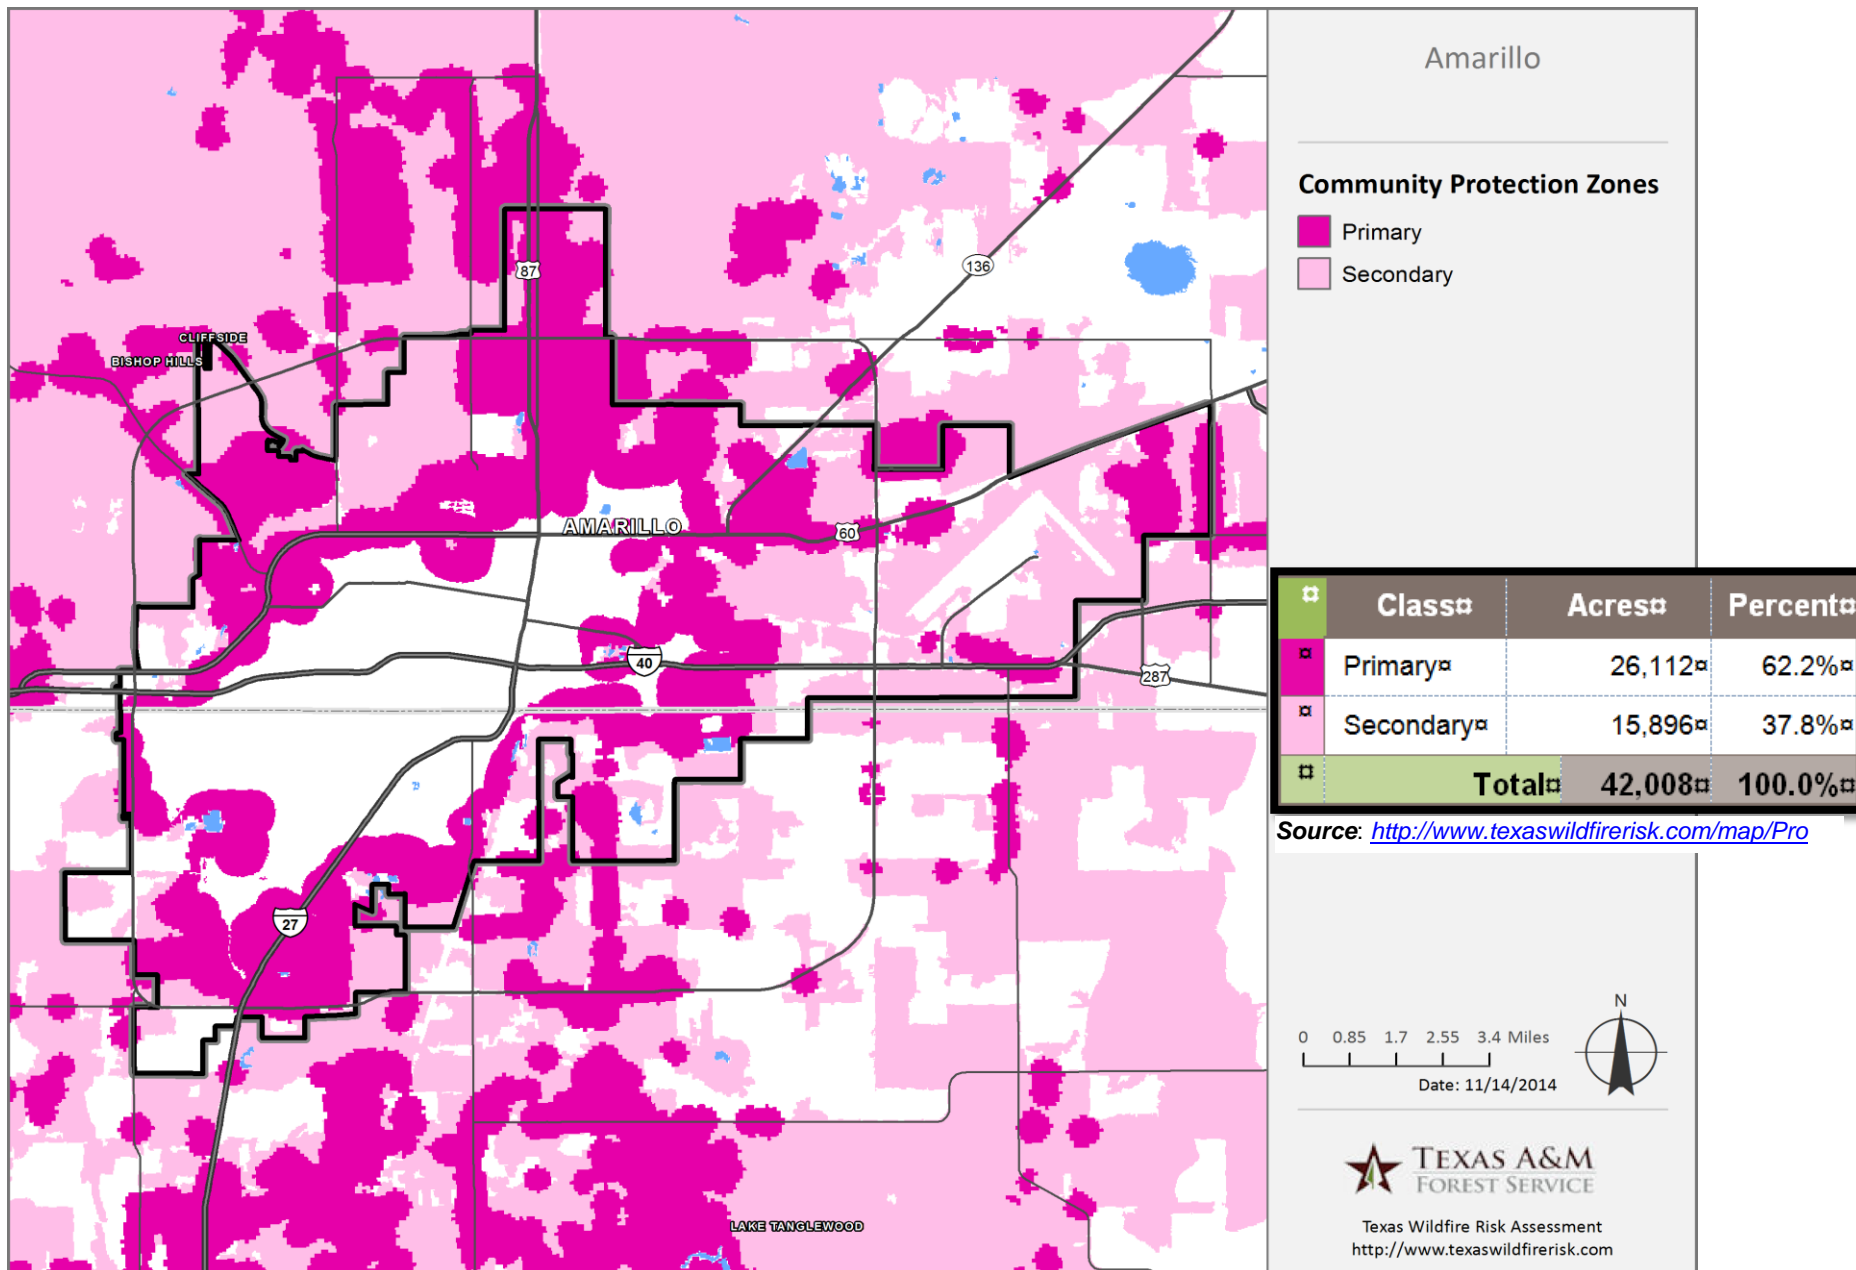 Amarillo
Community Protection Zones
Primary
Secondary
87
136
CLIFFSIDE
BISHOP HILLS
AMARILLO
60
40
287
27
LAKE TANGLEWOOD
¤ Class¤ Acres¤ Percent¤
¤ Primary¤ 26,112¤ 62.2%¤
¤ Secondary¤ 15,896¤ 37.8%¤
¤ Total¤ 42,008¤ 100.0%¤
Source: http://www.texaswildfirerisk.com/map/Pro
N
0 0.85 1.7 2.55 3.4 Miles
Date: 11/14/2014
TEXAS A&M
FOREST SERVICE
Texas Wildfire Risk Assessment
http://www.texaswildfirerisk.com